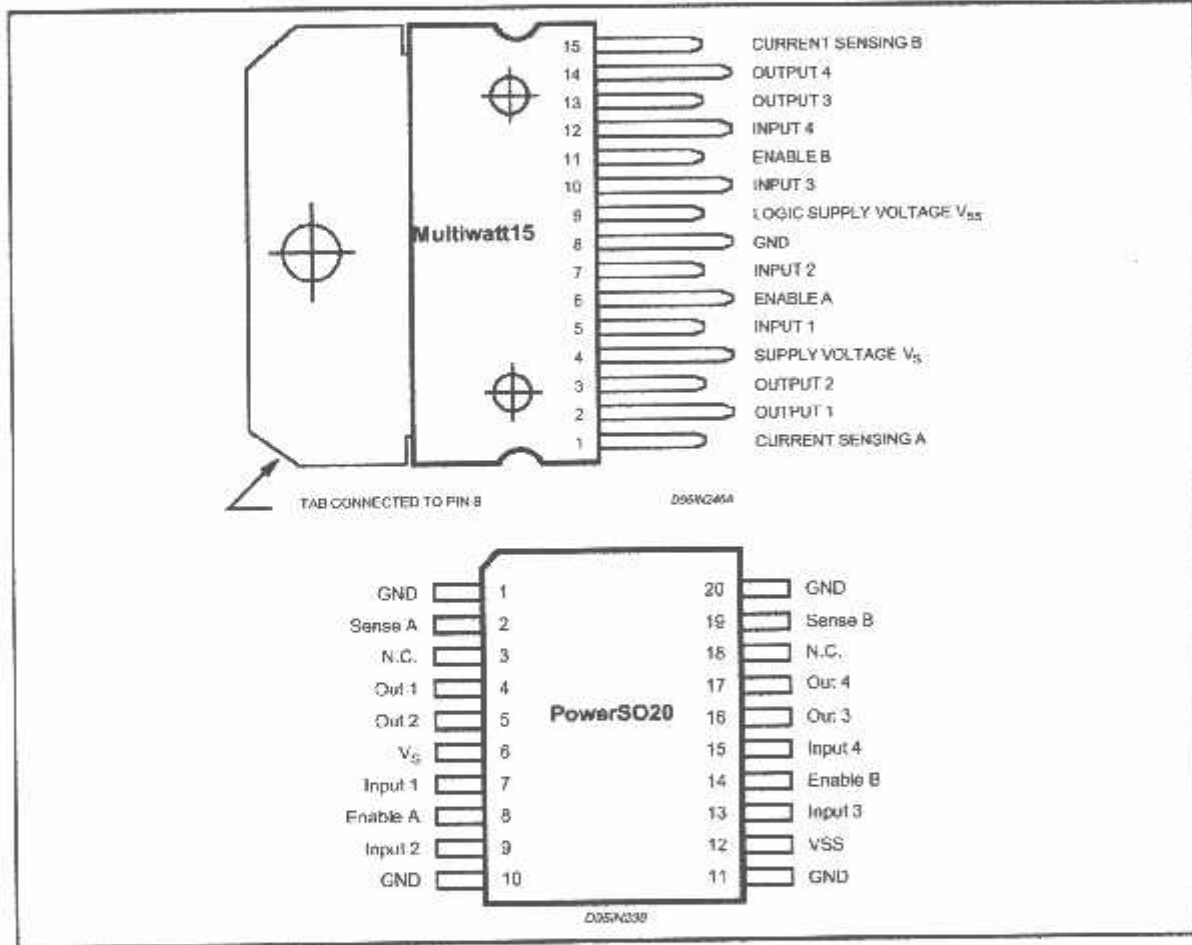 15 CURRENT SENSING B
14 OUTPUT 4
13 OUTPUT 3
12 INPUT 4
11 ENABLE B
10 INPUT 3
9 LOGIC SUPPLY VOLTAGE VSS
Multiwatt15
8 GND
7 INPUT 2
6 ENABLE A
5 INPUT 1
4 SUPPLY VOLTAGE VS
3 OUTPUT 2
2 OUTPUT 1
1 CURRENT SENSING A
TAB CONNECTED TO PIN 8
D95IN240A
GND 1 20 GND
Sense A 2 19 Sense B
N.C. 3 18 N.C.
Out 1 4 17 Out 4
Out 2 5 PowerSO20 16 Out 3
VS 6 15 Input 4
Input 1 7 14 Enable B
Enable A 8 13 Input 3
Input 2 9 12 VSS
GND 10 11 GND
D95IN239